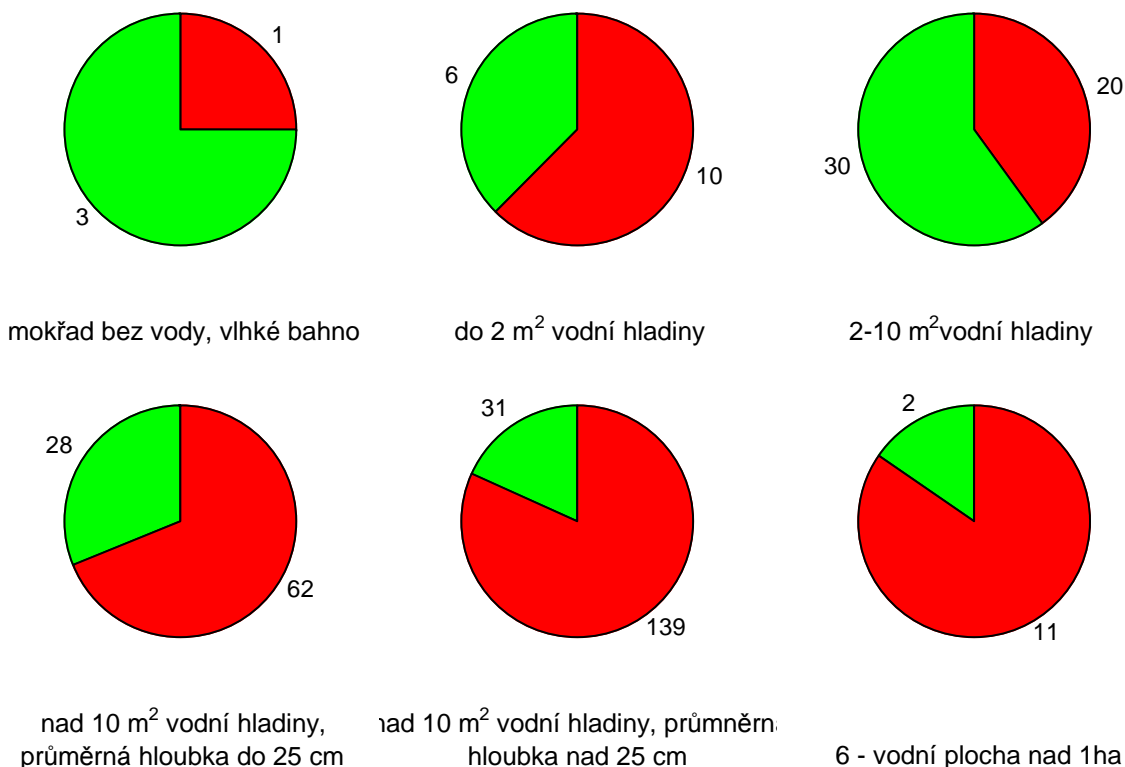 1
3
6
10
20
30
mokřad bez vody, vlhké bahno
do 2 m² vodní hladiny
2-10 m²vodní hladiny
28
62
31
139
2
11
nad 10 m² vodní hladiny,
průměrná hloubka do 25 cm
nad 10 m² vodní hladiny, průmněrná
hloubka nad 25 cm
6 - vodní plocha nad 1ha